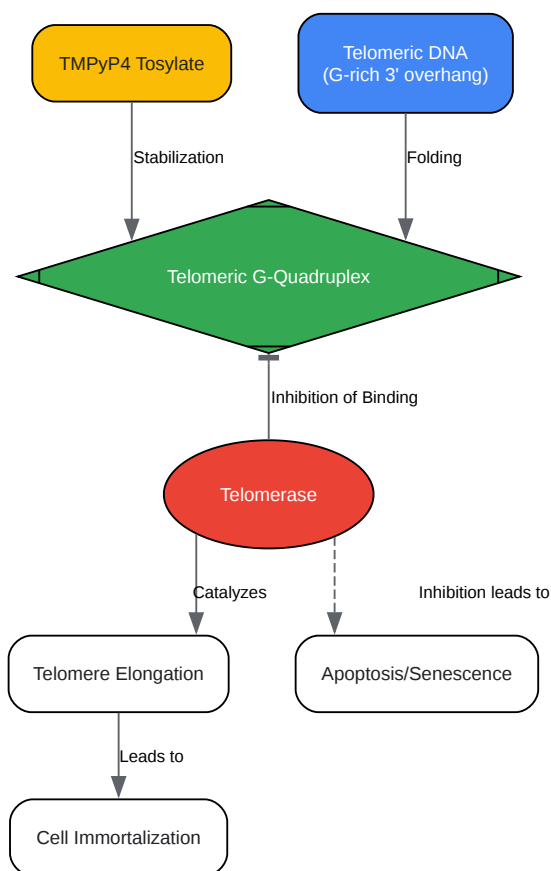 TMPyP4 Tosylate
Telomeric DNA
(G-rich 3' overhang)
Stabilization
Folding
Telomeric G-Quadruplex
Inhibition of Binding
Telomerase
Catalyzes
Inhibition leads to
Telomere Elongation
Apoptosis/Senescence
Leads to
Cell Immortalization